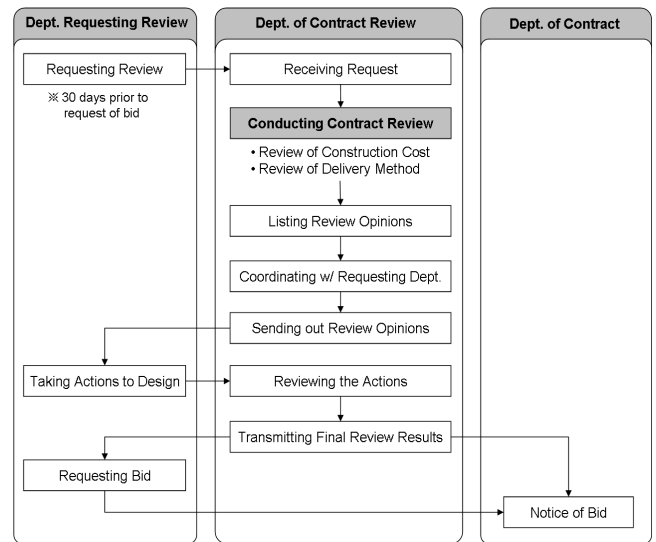 Dept. Requesting Review
Dept. of Contract Review
Dept. of Contract
Requesting Review
Receiving Request
※ 30 days prior to
request of bid
Conducting Contract Review
• Review of Construction Cost
• Review of Delivery Method
Listing Review Opinions
Coordinating w/ Requesting Dept.
Sending out Review Opinions
Taking Actions to Design
Reviewing the Actions
Transmitting Final Review Results
Requesting Bid
Notice of Bid